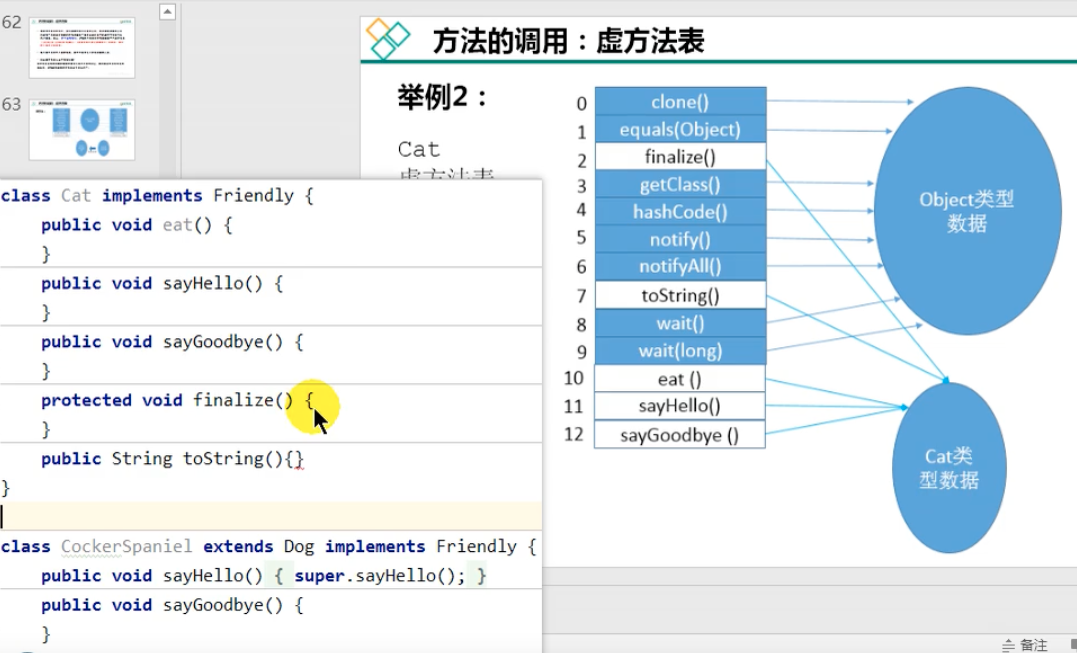 62
63
方法的调用：虚方法表
举例2：
Cat
虚方法表
0 clone()
1 equals(Object)
2 finalize()
3 getClass()
4 hashCode()
5 notify()
6 notifyAll()
7 toString()
8 wait()
9 wait(long)
10 eat ()
11 sayHello()
12 sayGoodbye ()
Object类型
数据
Cat类
型数据
class Cat implements Friendly {
public void eat() {
}
public void sayHello() {
}
public void sayGoodbye() {
}
protected void finalize() {
}
public String toString(){}
}
class CockerSpaniel extends Dog implements Friendly {
public void sayHello() { super.sayHello(); }
public void sayGoodbye() {
}
备注